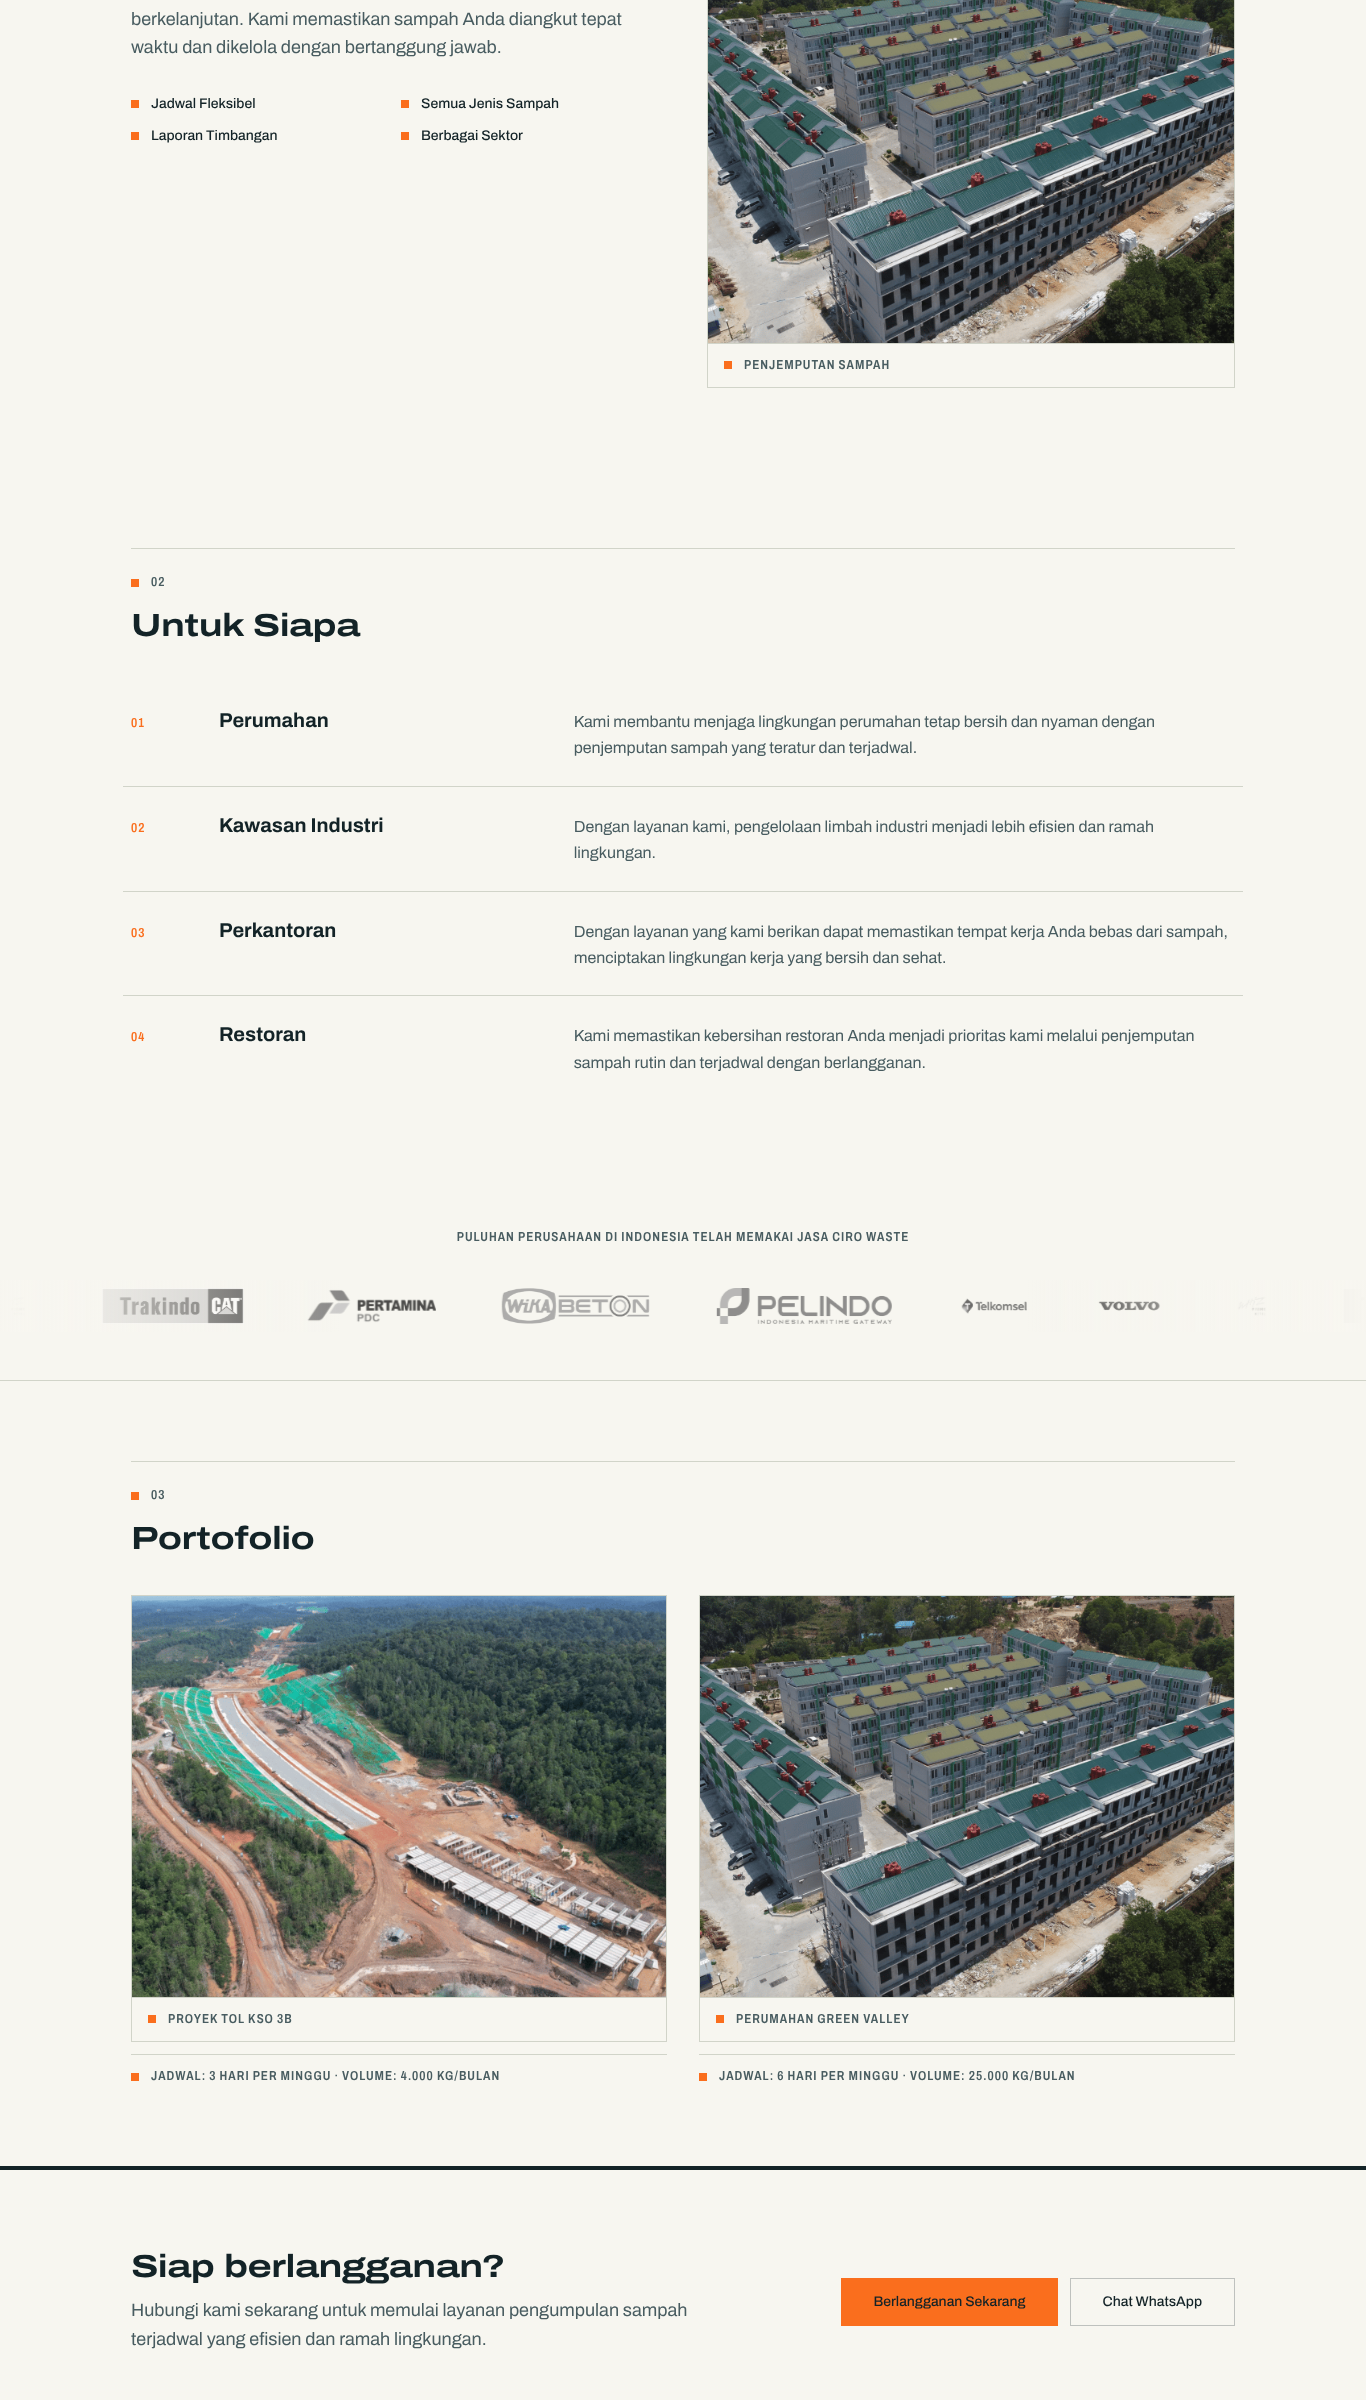 berkelanjutan. Kami memastikan sampah Anda diangkut tepat
waktu dan dikelola dengan bertanggung jawab.
Jadwal Fleksibel
Semua Jenis Sampah
Laporan Timbangan
Berbagai Sektor
PENJEMPUTAN SAMPAH
02
Untuk Siapa
01
Perumahan
Kami membantu menjaga lingkungan perumahan tetap bersih dan nyaman dengan
penjemputan sampah yang teratur dan terjadwal.
02
Kawasan Industri
Dengan layanan kami, pengelolaan limbah industri menjadi lebih efisien dan ramah
lingkungan.
03
Perkantoran
Dengan layanan yang kami berikan dapat memastikan tempat kerja Anda bebas dari sampah,
menciptakan lingkungan kerja yang bersih dan sehat.
04
Restoran
Kami memastikan kebersihan restoran Anda menjadi prioritas kami melalui penjemputan
sampah rutin dan terjadwal dengan berlangganan.
PULUHAN PERUSAHAAN DI INDONESIA TELAH MEMAKAI JASA CIRO WASTE
Trakindo CAT
PERTAMINA
PDC
WIKA BETON
PELINDO
INDONESIA MARITIME GATEWAY
Telkomsel
VOLVO
03
Portofolio
PROYEK TOL KSO 3B
PERUMAHAN GREEN VALLEY
JADWAL: 3 HARI PER MINGGU · VOLUME: 4.000 KG/BULAN
JADWAL: 6 HARI PER MINGGU · VOLUME: 25.000 KG/BULAN
Siap berlangganan?
Hubungi kami sekarang untuk memulai layanan pengumpulan sampah
terjadwal yang efisien dan ramah lingkungan.
Berlangganan Sekarang
Chat WhatsApp